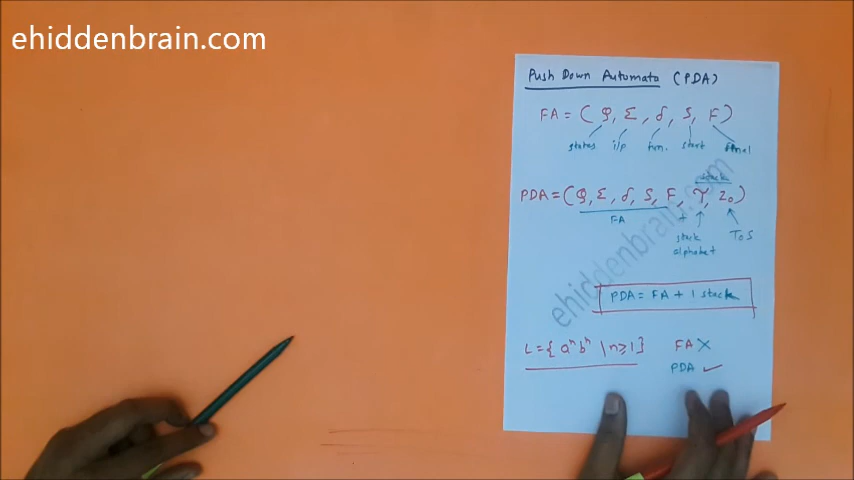 ehiddenbrain.com
Push Down Automata (PDA)
FA = (Q, Σ, δ, S, F)
states i/p fun. start final
stack
PDA = (Q, Σ, δ, S, F, Γ, Z0)
FA + stack alphabet ToS
ehiddenbrain.com
PDA = FA + 1 stack
L = { aⁿbⁿ | n≥1 } FA ✗
PDA ✓